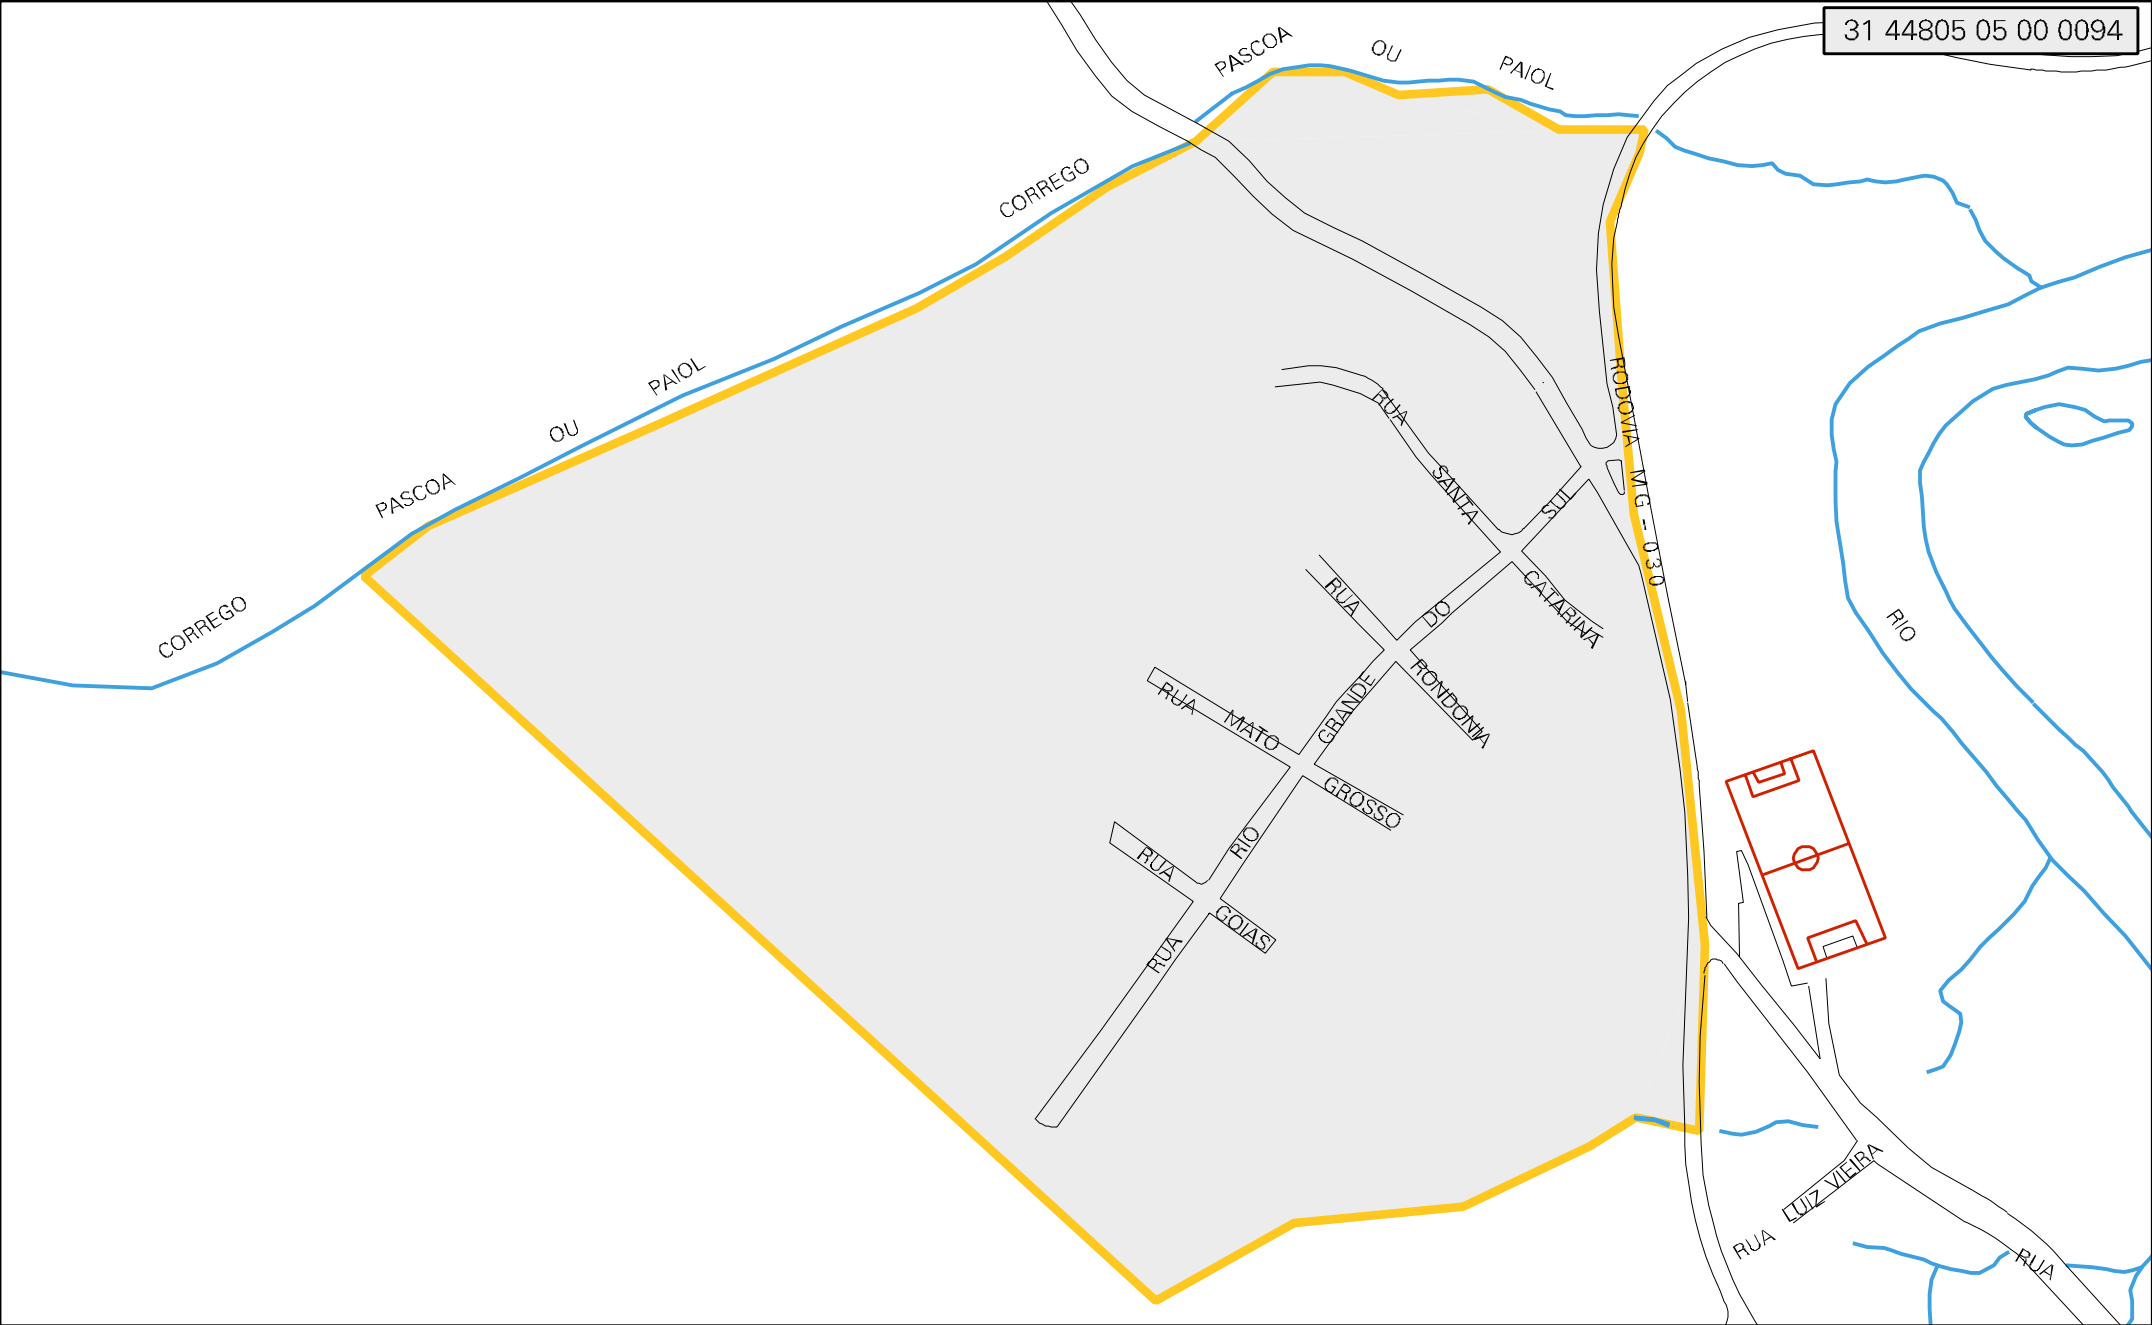 31 44805 05 00 0094
PASCOA OU PAIOL
CORREGO
PAIOL
OU
PASCOA
CORREGO
RODOVIA MG-030
RUA SANTA CATARINA
RUA RONDONIA
RUA MATO GROSSO
RUA GOIAS
RUA RIO GRANDE DO SUL
RIO
RUA LUIZ VIEIRA
RUA